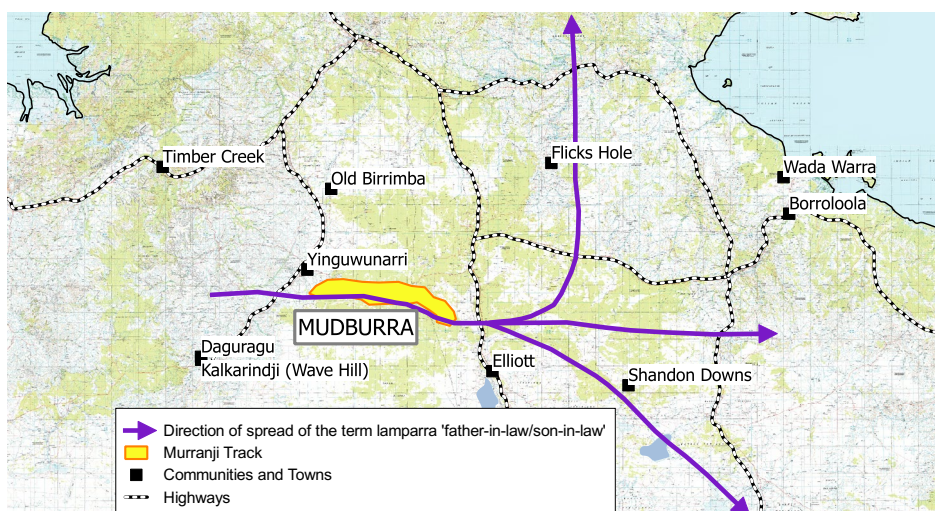 Timber Creek
Flicks Hole
Wada Warra
Old Birrimba
Borroloola
Yinguwunarri
MUDBURRA
Daguragu
Kalkarindji (Wave Hill)
Elliott
Shandon Downs
Direction of spread of the term lamparra 'father-in-law/son-in-law'
Murranji Track
Communities and Towns
Highways